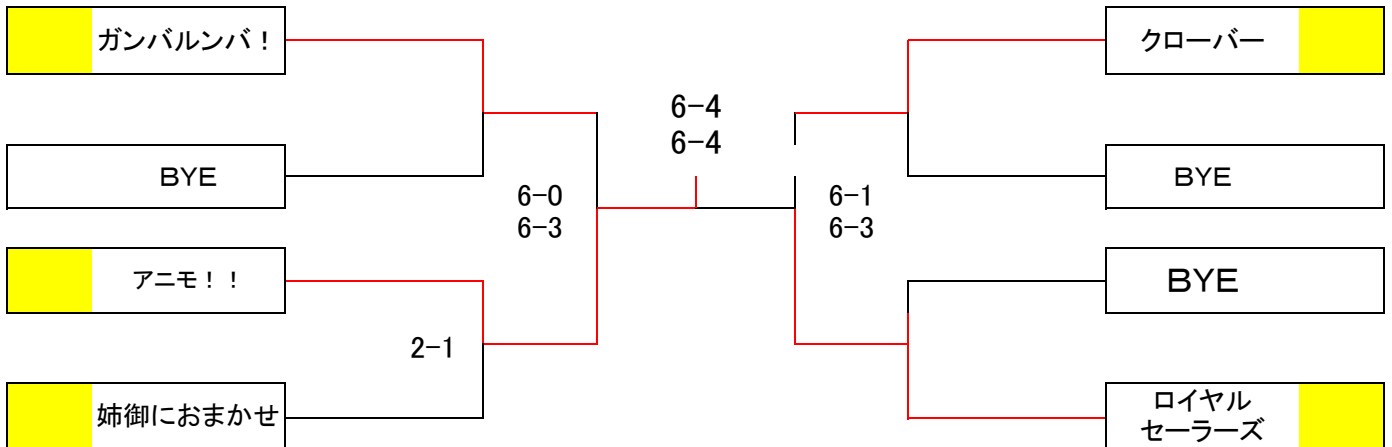 ガンバルンバ！
クローバー
6-4
6-4
BYE
BYE
6-0
6-3
6-1
6-3
アニモ！！
BYE
2-1
姉御におまかせ
ロイヤル
セーラーズ